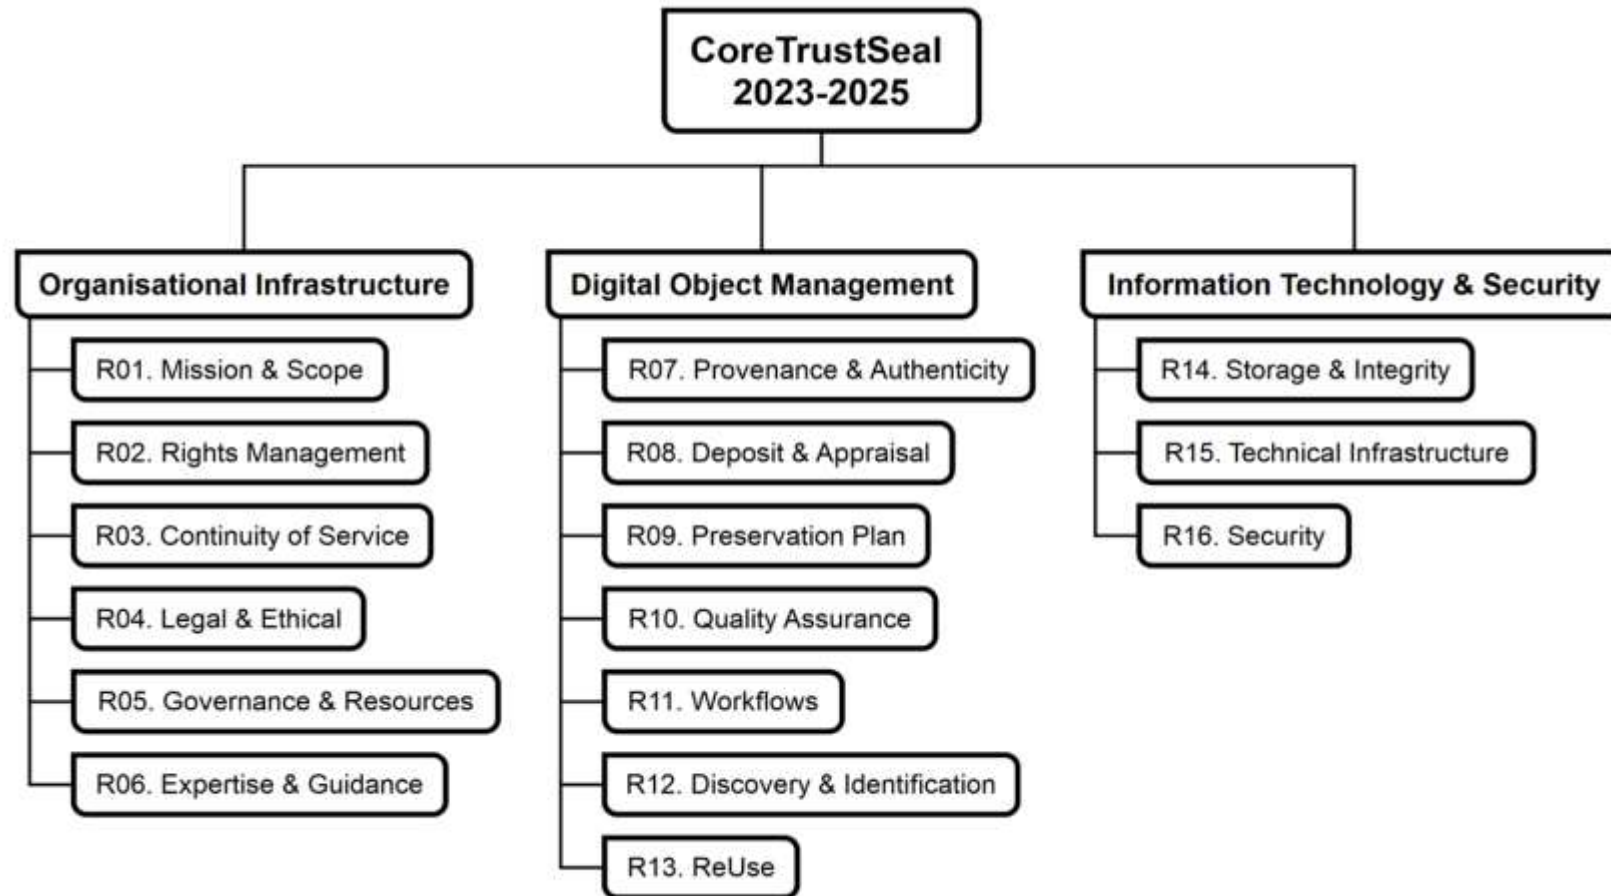 CoreTrustSeal
2023-2025
Organisational Infrastructure
R01. Mission & Scope
R02. Rights Management
R03. Continuity of Service
R04. Legal & Ethical
R05. Governance & Resources
R06. Expertise & Guidance
Digital Object Management
R07. Provenance & Authenticity
R08. Deposit & Appraisal
R09. Preservation Plan
R10. Quality Assurance
R11. Workflows
R12. Discovery & Identification
R13. ReUse
Information Technology & Security
R14. Storage & Integrity
R15. Technical Infrastructure
R16. Security